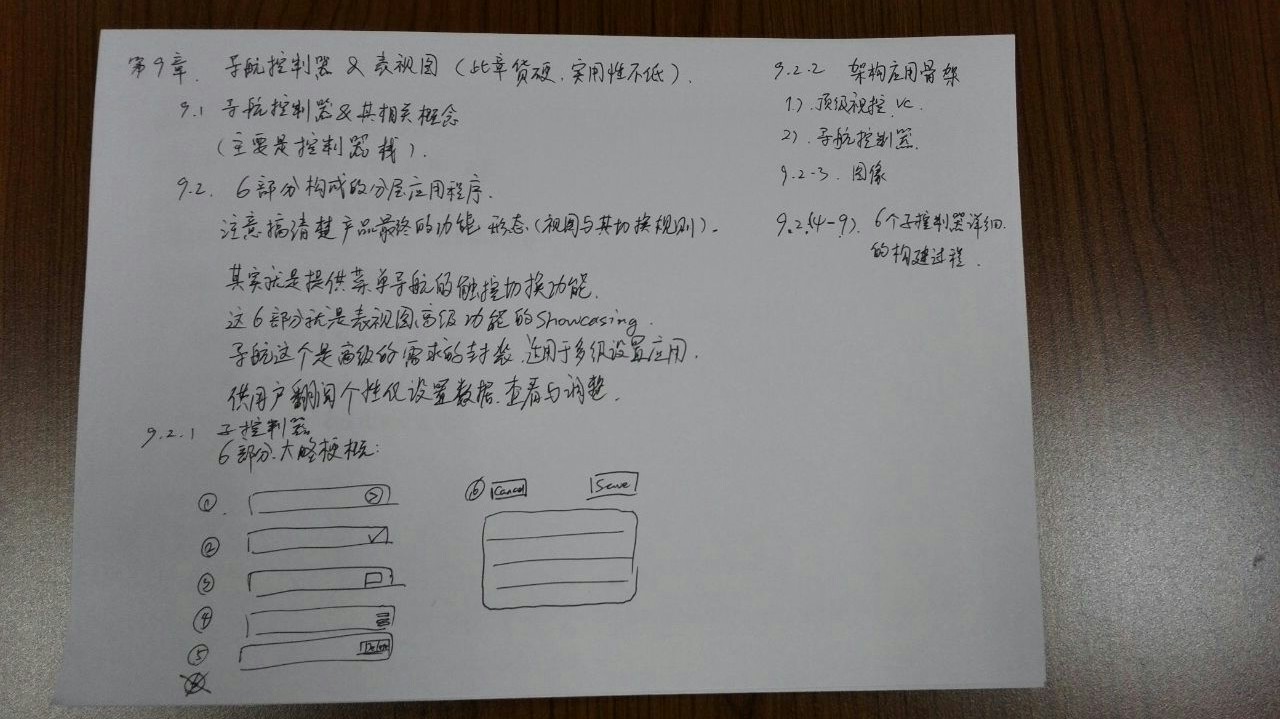 第9章. 导航控制器 & 表视图 (此章货硬.实用性不低).
9.1 导航控制器&其相关概念
(主要是控制器栈).
9.2. 6部分构成的分层应用程序.
注意搞清楚产品最终的功能 形态.(视图与其切换规则).
其实就是提供菜单导航的触控切换功能.
这6部分就是表视图高级功能的Showcasing.
导航这个是高级的需求的封装.适用于多级设置应用.
供用户翻阅个性化设置数据.查看与调整.
9.2.1 子控制器
6部分.大略梗概:
①.
②
③
④
⑤ Delete
⑥ Cancel Save
9.2.2 架构应用骨架
1). 顶级视控 VC.
2). 导航控制器.
9.2-3. 图像
9.2.(4-9). 6个子控制器详细
的构建过程.